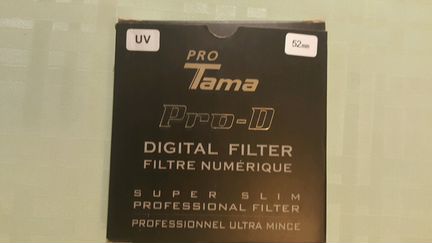 UV
52mm
PRO
Tama
Pro-D
DIGITAL FILTER
FILTRE NUMÉRIQUE
SUPER SLIM
PROFESSIONAL FILTER
PROFESSIONNEL ULTRA MINCE